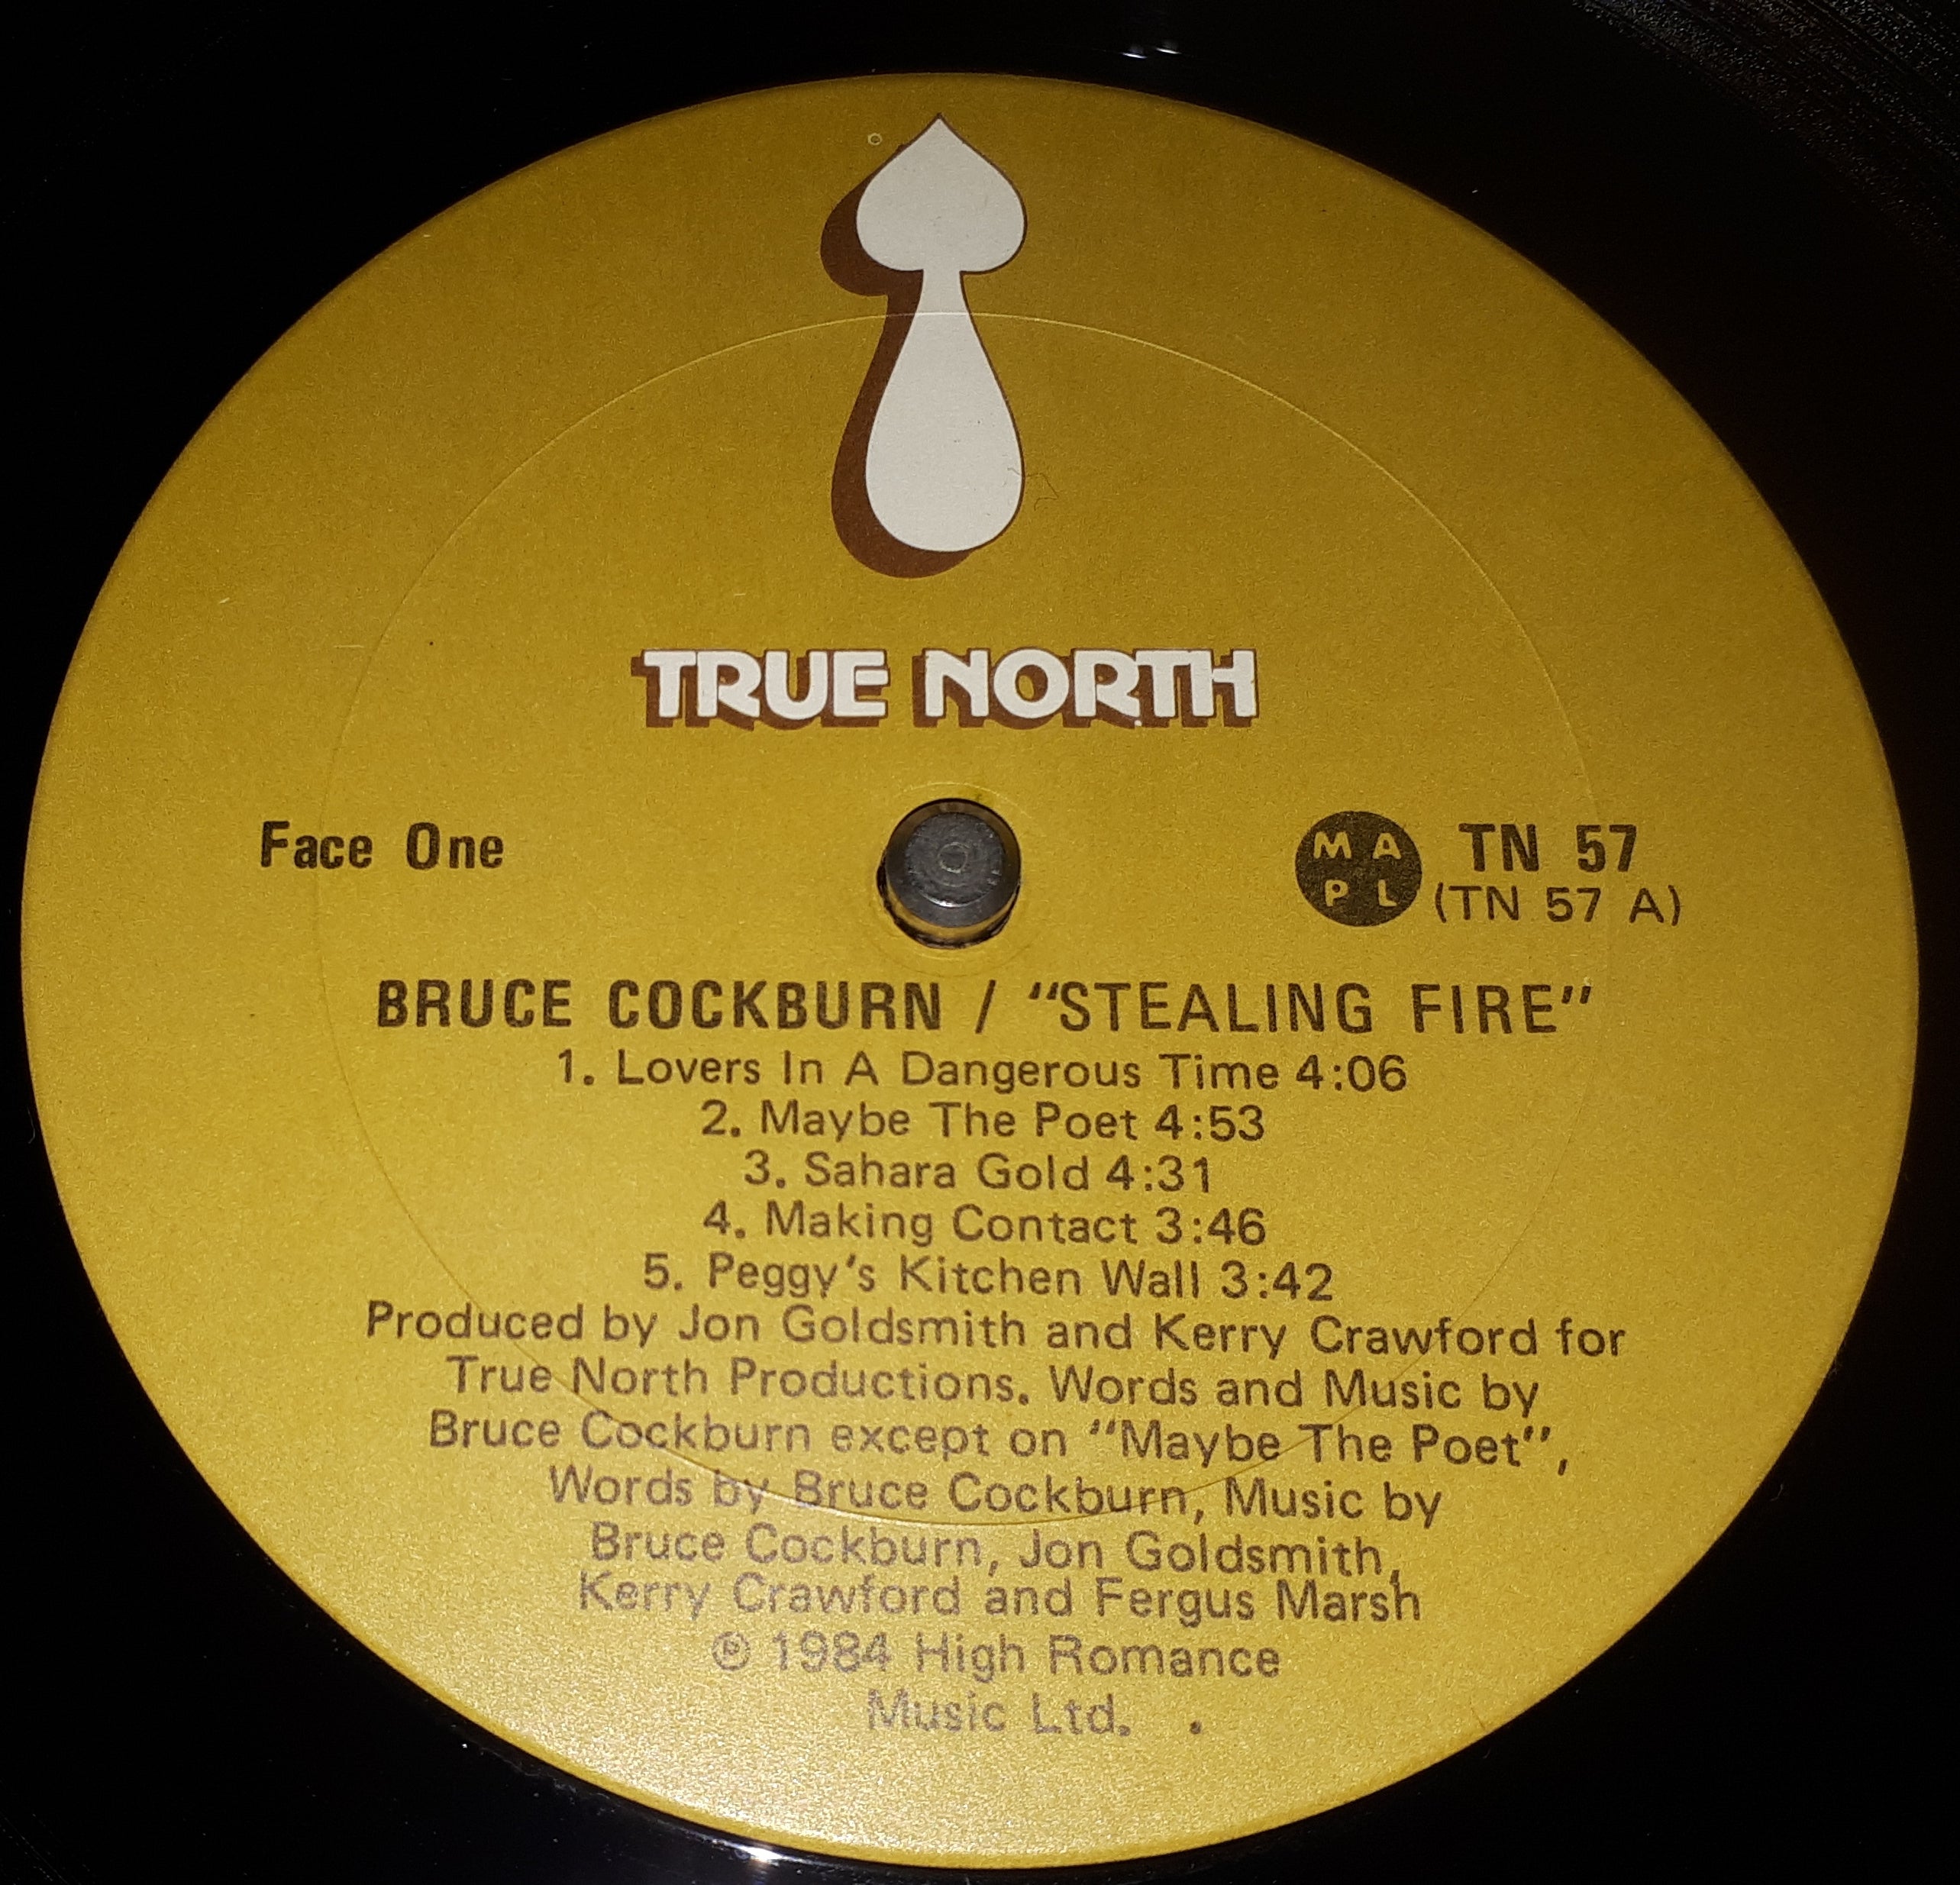 TRUE NORTH
Face One
M A
P L
TN 57
(TN 57 A)
BRUCE COCKBURN / "STEALING FIRE"
1. Lovers In A Dangerous Time 4:06
2. Maybe The Poet 4:53
3. Sahara Gold 4:31
4. Making Contact 3:46
5. Peggy's Kitchen Wall 3:42
Produced by Jon Goldsmith and Kerry Crawford for
True North Productions. Words and Music by
Bruce Cockburn except on "Maybe The Poet",
Words by Bruce Cockburn, Music by
Bruce Cockburn, Jon Goldsmith,
Kerry Crawford and Fergus Marsh
℗ 1984 High Romance
Music Ltd. .